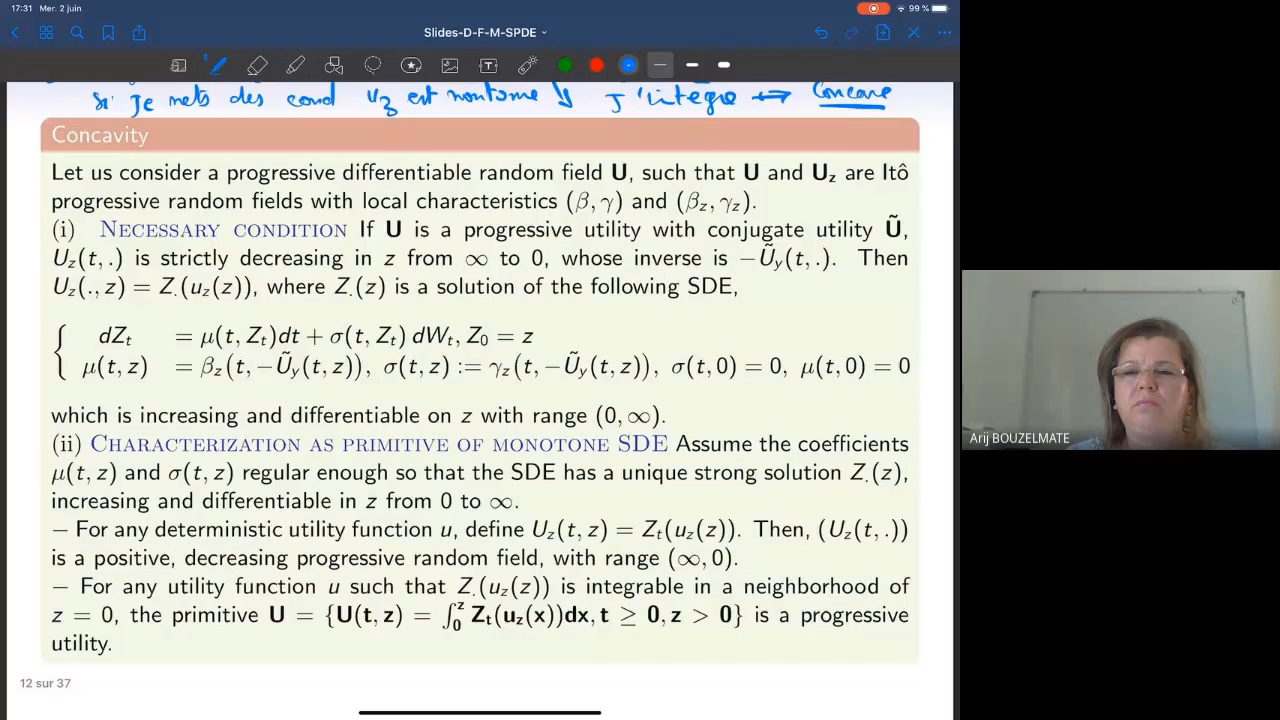 17:31 Mer. 2 juin
99 %
Slides-D-F-M-SPDE
si je mets des cond u_z est montone ↘ J'intègre ↔ Concave
Concavity
Let us consider a progressive differentiable random field U, such that U and U_z are Itô
progressive random fields with local characteristics (β, γ) and (β_z, γ_z).
(i) NECESSARY CONDITION If U is a progressive utility with conjugate utility Ũ,
U_z(t, .) is strictly decreasing in z from ∞ to 0, whose inverse is −Ũ_y(t, .). Then
U_z(., z) = Z_.(u_z(z)), where Z_.(z) is a solution of the following SDE,
dZ_t = μ(t, Z_t)dt + σ(t, Z_t) dW_t, Z_0 = z
μ(t, z) = β_z(t, −Ũ_y(t, z)), σ(t, z) := γ_z(t, −Ũ_y(t, z)), σ(t, 0) = 0, μ(t, 0) = 0
which is increasing and differentiable on z with range (0, ∞).
(ii) CHARACTERIZATION AS PRIMITIVE OF MONOTONE SDE Assume the coefficients
μ(t, z) and σ(t, z) regular enough so that the SDE has a unique strong solution Z_.(z),
increasing and differentiable in z from 0 to ∞.
− For any deterministic utility function u, define U_z(t, z) = Z_t(u_z(z)). Then, (U_z(t, .))
is a positive, decreasing progressive random field, with range (∞, 0).
− For any utility function u such that Z_.(u_z(z)) is integrable in a neighborhood of
z = 0, the primitive U = {U(t, z) = ∫_0^z Z_t(u_z(x))dx, t ≥ 0, z > 0} is a progressive
utility.
12 sur 37
Arij BOUZELMATE